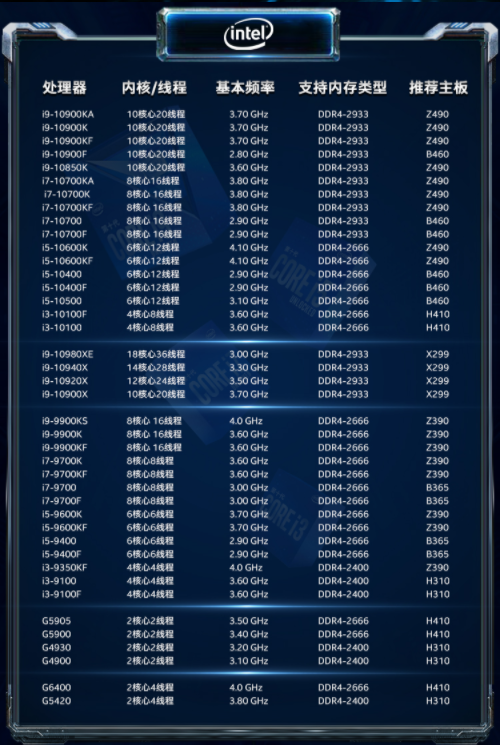 intel
处理器 内核/线程 基本频率 支持内存类型 推荐主板
i9-10900KA 10核心20线程 3.70 GHz DDR4-2933 Z490
i9-10900K 10核心20线程 3.70 GHz DDR4-2933 Z490
i9-10900KF 10核心20线程 3.70 GHz DDR4-2933 Z490
i9-10900F 10核心20线程 2.80 GHz DDR4-2933 B460
i9-10850K 10核心20线程 3.60 GHz DDR4-2933 Z490
i7-10700KA 8核心16线程 3.80 GHz DDR4-2933 Z490
i7-10700K 8核心 16线程 3.80 GHz DDR4-2933 Z490
i7-10700KF 8核心 16线程 3.80 GHz DDR4-2933 Z490
i7-10700 8核心 16线程 2.90 GHz DDR4-2933 B460
i7-10700F 8核心 16线程 2.90 GHz DDR4-2933 B460
i5-10600K 6核心12线程 4.10 GHz DDR4-2666 Z490
i5-10600KF 6核心12线程 4.10 GHz DDR4-2666 Z490
i5-10400 6核心12线程 2.90 GHz DDR4-2666 B460
i5-10400F 6核心12线程 2.90 GHz DDR4-2666 B460
i5-10500 6核心12线程 3.10 GHz DDR4-2666 B460
i3-10100F 4核心8线程 3.60 GHz DDR4-2666 H410
i3-10100 4核心8线程 3.60 GHz DDR4-2666 H410
i9-10980XE 18核心36线程 3.00 GHz DDR4-2933 X299
i9-10940X 14核心28线程 3.30 GHz DDR4-2933 X299
i9-10920X 12核心24线程 3.50 GHz DDR4-2933 X299
i9-10900X 10核心20线程 3.70 GHz DDR4-2933 X299
i9-9900KS 8核心 16线程 4.0 GHz DDR4-2666 Z390
i9-9900K 8核心 16线程 3.60 GHz DDR4-2666 Z390
i9-9900KF 8核心 16线程 3.60 GHz DDR4-2666 Z390
i7-9700K 8核心8线程 3.60 GHz DDR4-2666 Z390
i7-9700KF 8核心8线程 3.60 GHz DDR4-2666 Z390
i7-9700 8核心8线程 3.00 GHz DDR4-2666 B365
i7-9700F 8核心8线程 3.00 GHz DDR4-2666 B365
i5-9600K 6核心6线程 3.70 GHz DDR4-2666 Z390
i5-9600KF 6核心6线程 3.70 GHz DDR4-2666 Z390
i5-9400 6核心6线程 2.90 GHz DDR4-2666 B365
i5-9400F 6核心6线程 2.90 GHz DDR4-2666 B365
i3-9350KF 4核心4线程 4.0 GHz DDR4-2400 Z390
i3-9100 4核心4线程 3.60 GHz DDR4-2400 H310
i3-9100F 4核心4线程 3.60 GHz DDR4-2400 H310
G5905 2核心2线程 3.50 GHz DDR4-2666 H410
G5900 2核心2线程 3.40 GHz DDR4-2666 H410
G4930 2核心2线程 3.20 GHz DDR4-2400 H310
G4900 2核心2线程 3.10 GHz DDR4-2400 H310
G6400 2核心4线程 4.0 GHz DDR4-2666 H410
G5420 2核心4线程 3.80 GHz DDR4-2400 H310